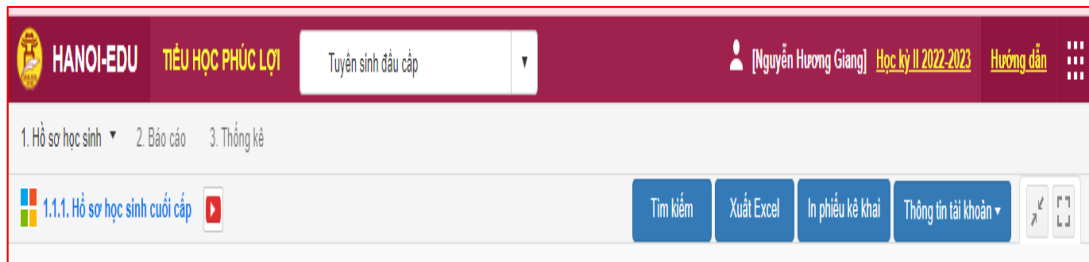 HANOI-EDU TIỂU HỌC PHÚC LỢI Tuyển sinh đầu cấp [Nguyễn Hương Giang] Học kỳ II 2022-2023 Hướng dẫn
1. Hồ sơ học sinh 2. Báo cáo 3. Thống kê
1.1.1. Hồ sơ học sinh cuối cấp Tìm kiếm Xuất Excel In phiếu kê khai Thông tin tài khoản